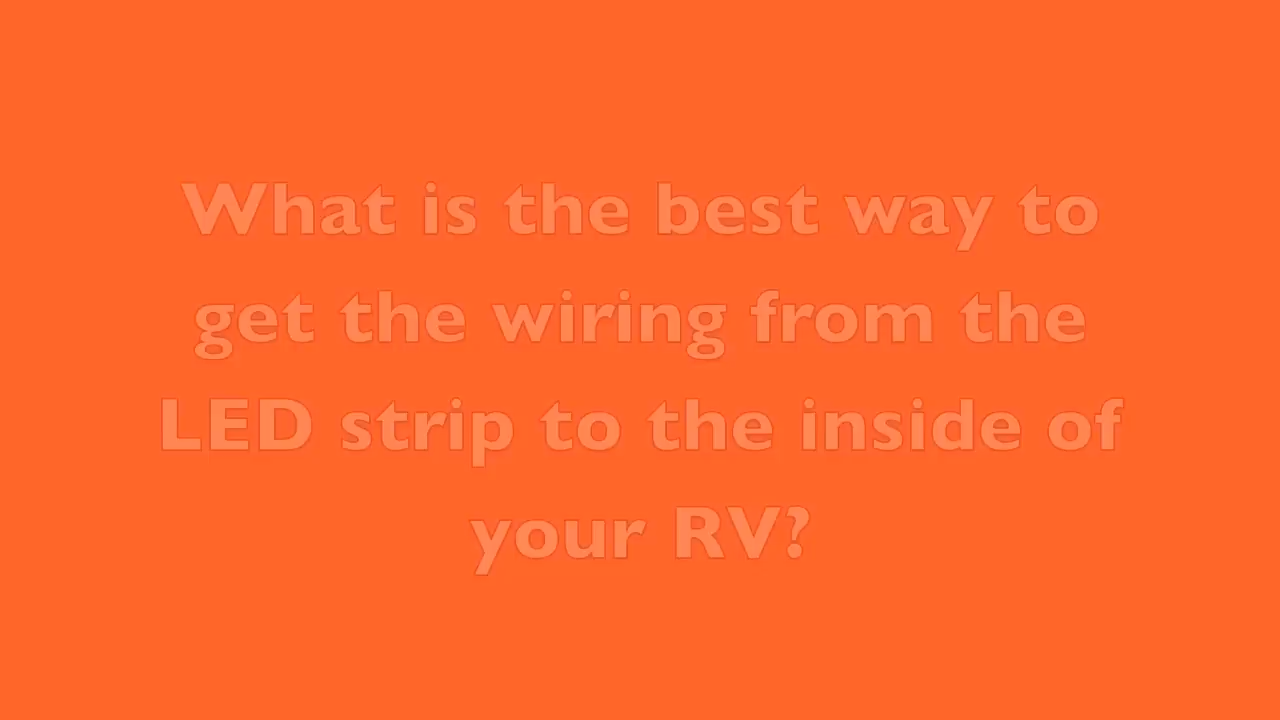 What is the best way to
get the wiring from the
LED strip to the inside of
your RV?